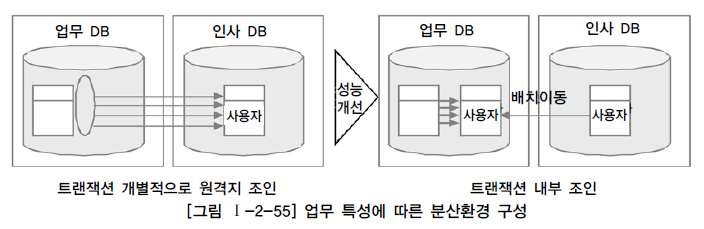 업무 DB
인사 DB
사용자
성능
개선
업무 DB
인사 DB
사용자
배치이동
사용자
트랜잭션 개별적으로 원격지 조인
트랜잭션 내부 조인
[그림 Ⅰ-2-55] 업무 특성에 따른 분산환경 구성